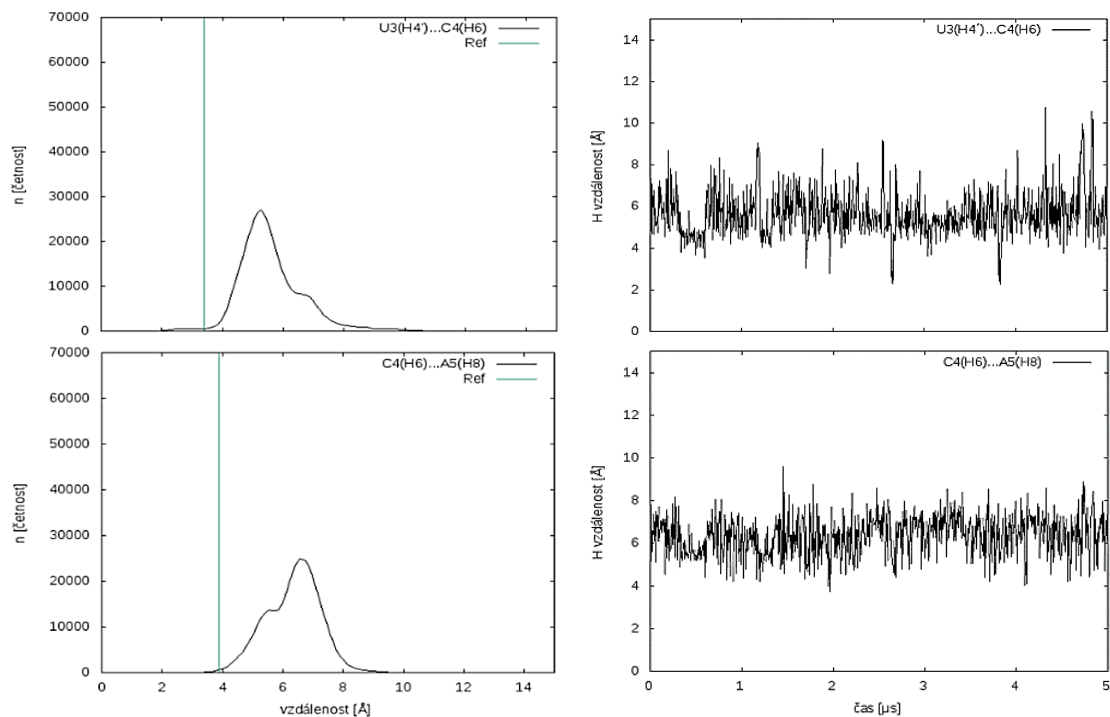 70000
60000
50000
40000
30000
20000
10000
0
n [četnost]
U3(H4')...C4(H6)
Ref
14
12
10
8
6
4
2
0
H vzdálenost [Å]
U3(H4')...C4(H6)
70000
60000
50000
40000
30000
20000
10000
0
n [četnost]
C4(H6)...A5(H8)
Ref
0 2 4 6 8 10 12 14
vzdálenost [Å]
14
12
10
8
6
4
2
0
H vzdálenost [Å]
C4(H6)...A5(H8)
0 1 2 3 4 5
čas [µs]